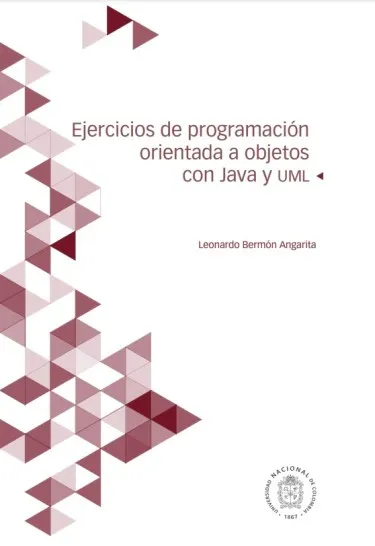 Ejercicios de programación
orientada a objetos
con Java y UML
Leonardo Bermón Angarita
UNIVERSIDAD NACIONAL DE COLOMBIA
1867